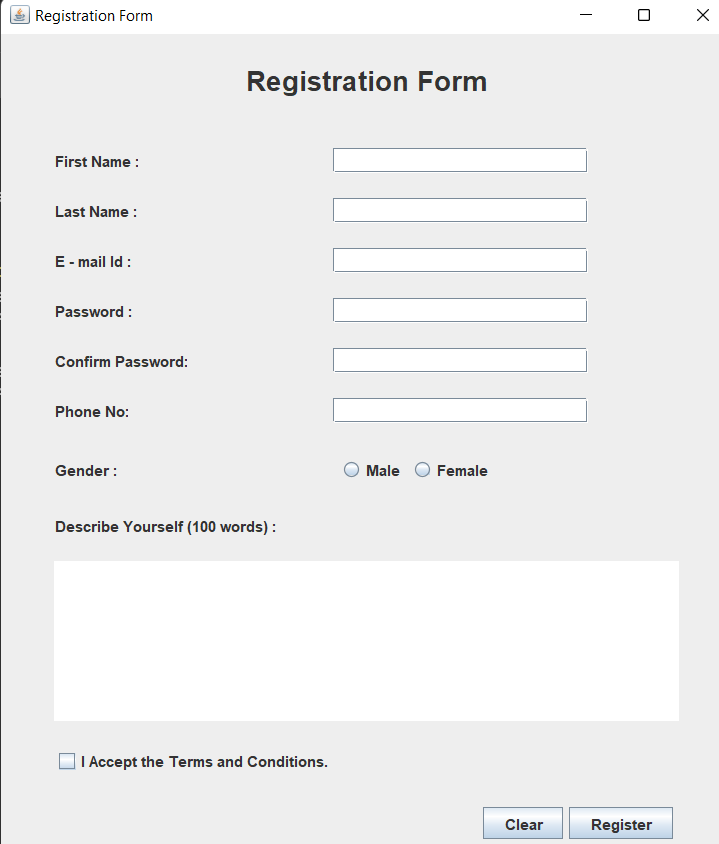 Registration Form
Registration Form
First Name :
Last Name :
E - mail Id :
Password :
Confirm Password:
Phone No:
Gender : Male Female
Describe Yourself (100 words) :
I Accept the Terms and Conditions.
Clear Register